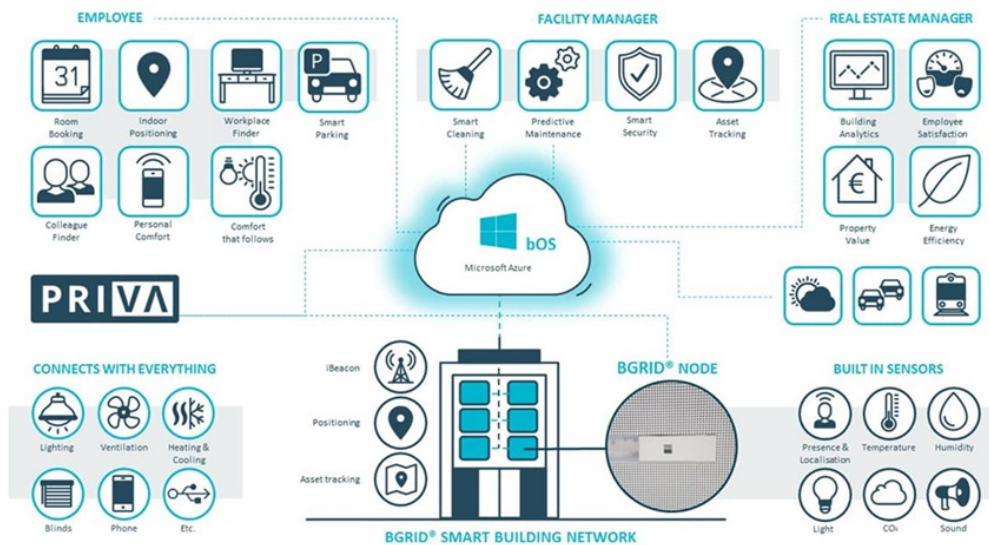 EMPLOYEE
FACILITY MANAGER
REAL ESTATE MANAGER
31
P
Room
Booking
Indoor
Positioning
Workplace
Finder
Smart
Parking
Smart
Cleaning
Predictive
Maintenance
Smart
Security
Asset
Tracking
Building
Analytics
Employee
Satisfaction
Colleague
Finder
Personal
Comfort
Comfort
that follows
€
Property
Value
Energy
Efficiency
bOS
Microsoft Azure
PRIVA
CONNECTS WITH EVERYTHING
Lighting
Ventilation
Heating &
Cooling
Blinds
Phone
Etc.
iBeacon
Positioning
Asset tracking
BGRID® NODE
BUILT IN SENSORS
Presence &
Localisation
Temperature
Humidity
Light
CO₂
Sound
BGRID® SMART BUILDING NETWORK